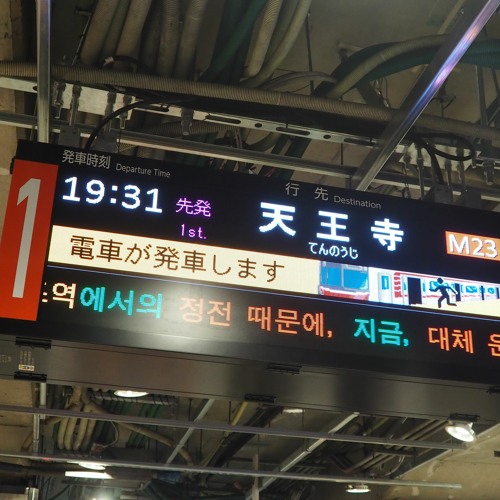 1
発車時刻 Departure Time
行先 Destination
19:31 先発 1st. 天王寺 M23
てんのうじ
電車が発車します
역에서의 정전 때문에, 지금, 대체 운